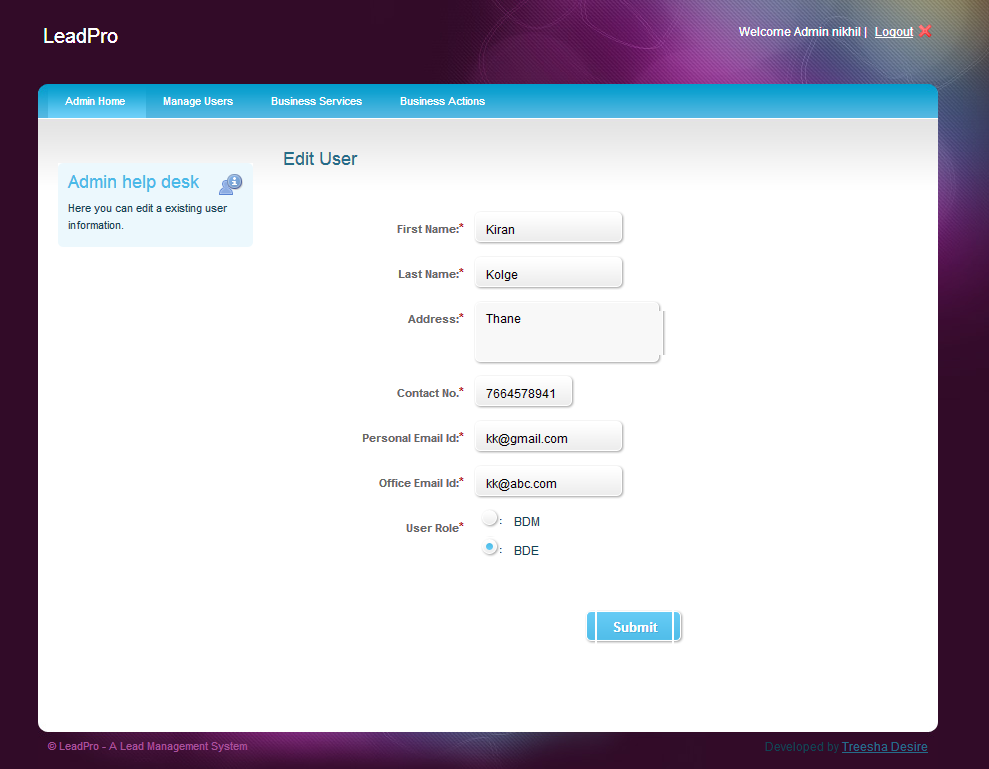 LeadPro
Welcome Admin nikhil | Logout
Admin Home Manage Users Business Services Business Actions
Edit User
Admin help desk
Here you can edit a existing user
information.
First Name:* Kiran
Last Name:* Kolge
Address:* Thane
Contact No.* 7664578941
Personal Email Id:* kk@gmail.com
Office Email Id:* kk@abc.com
User Role* : BDM
: BDE
Submit
© LeadPro - A Lead Management System Developed by Treesha Desire